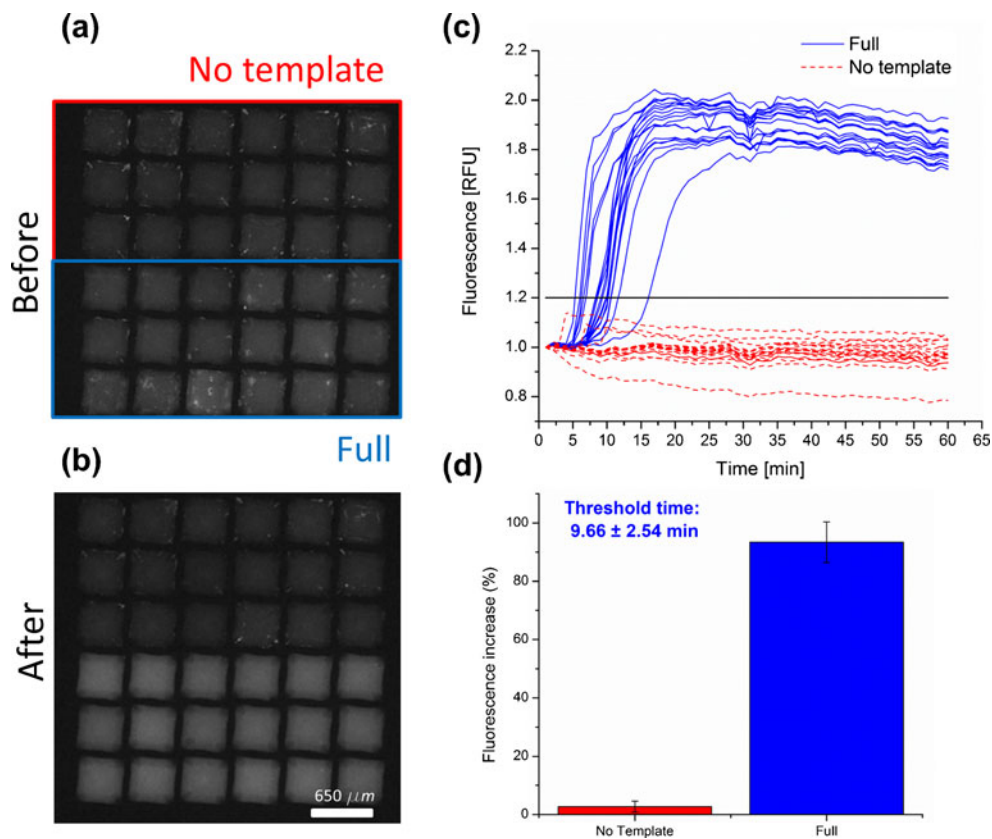 (a)
No template
Before
Full
(b)
After
650 μm
(c)
Full
No template
2.2
2.0
1.8
1.6
1.4
1.2
1.0
0.8
Fluorescence [RFU]
0 5 10 15 20 25 30 35 40 45 50 55 60 65
Time [min]
(d)
Threshold time:
9.66 ± 2.54 min
100
80
60
40
20
0
Fluorescence increase (%)
No Template Full